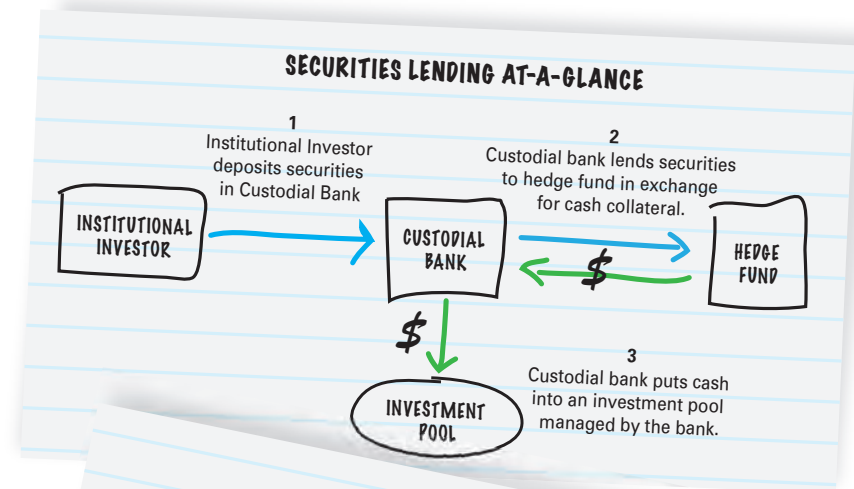 SECURITIES LENDING AT-A-GLANCE
1
Institutional Investor
deposits securities
in Custodial Bank
2
Custodial bank lends securities
to hedge fund in exchange
for cash collateral.
INSTITUTIONAL
INVESTOR
CUSTODIAL
BANK
$
HEDGE
FUND
$
3
Custodial bank puts cash
into an investment pool
managed by the bank.
INVESTMENT
POOL